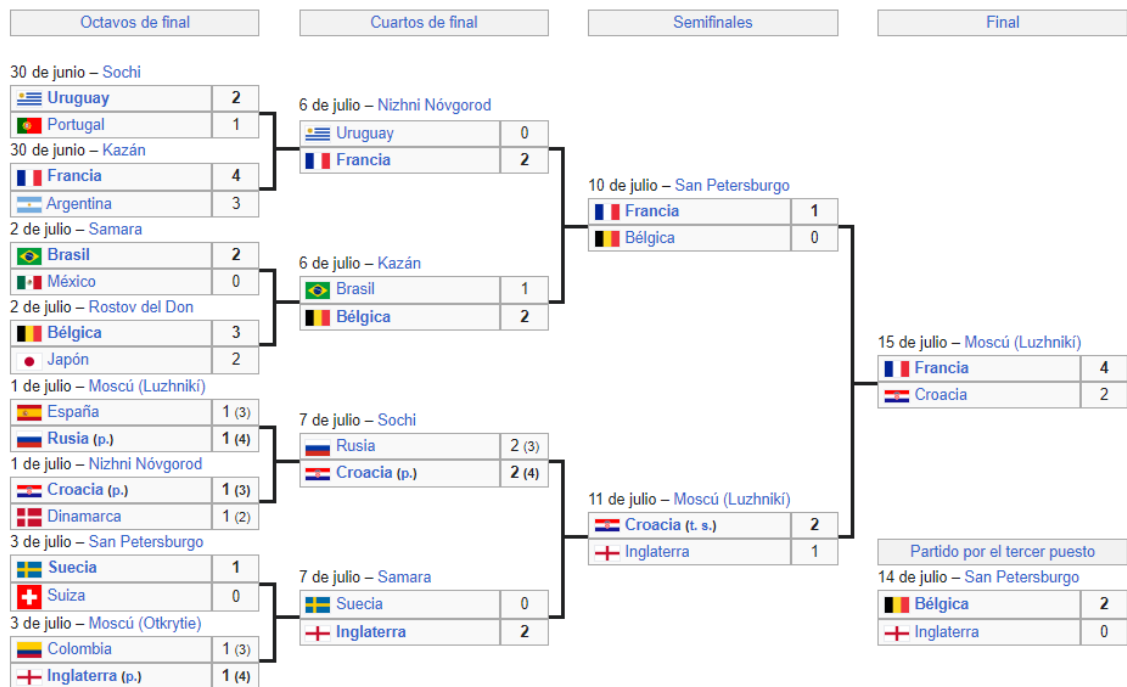 Octavos de final
Cuartos de final
Semifinales
Final
30 de junio – Sochi
Uruguay 2
Portugal 1
30 de junio – Kazán
Francia 4
Argentina 3
2 de julio – Samara
Brasil 2
México 0
2 de julio – Rostov del Don
Bélgica 3
Japón 2
1 de julio – Moscú (Luzhnikí)
España 1 (3)
Rusia (p.) 1 (4)
1 de julio – Nizhni Nóvgorod
Croacia (p.) 1 (3)
Dinamarca 1 (2)
3 de julio – San Petersburgo
Suecia 1
Suiza 0
3 de julio – Moscú (Otkrytie)
Colombia 1 (3)
Inglaterra (p.) 1 (4)
6 de julio – Nizhni Nóvgorod
Uruguay 0
Francia 2
6 de julio – Kazán
Brasil 1
Bélgica 2
7 de julio – Sochi
Rusia 2 (3)
Croacia (p.) 2 (4)
7 de julio – Samara
Suecia 0
Inglaterra 2
10 de julio – San Petersburgo
Francia 1
Bélgica 0
11 de julio – Moscú (Luzhnikí)
Croacia (t. s.) 2
Inglaterra 1
15 de julio – Moscú (Luzhnikí)
Francia 4
Croacia 2
Partido por el tercer puesto
14 de julio – San Petersburgo
Bélgica 2
Inglaterra 0